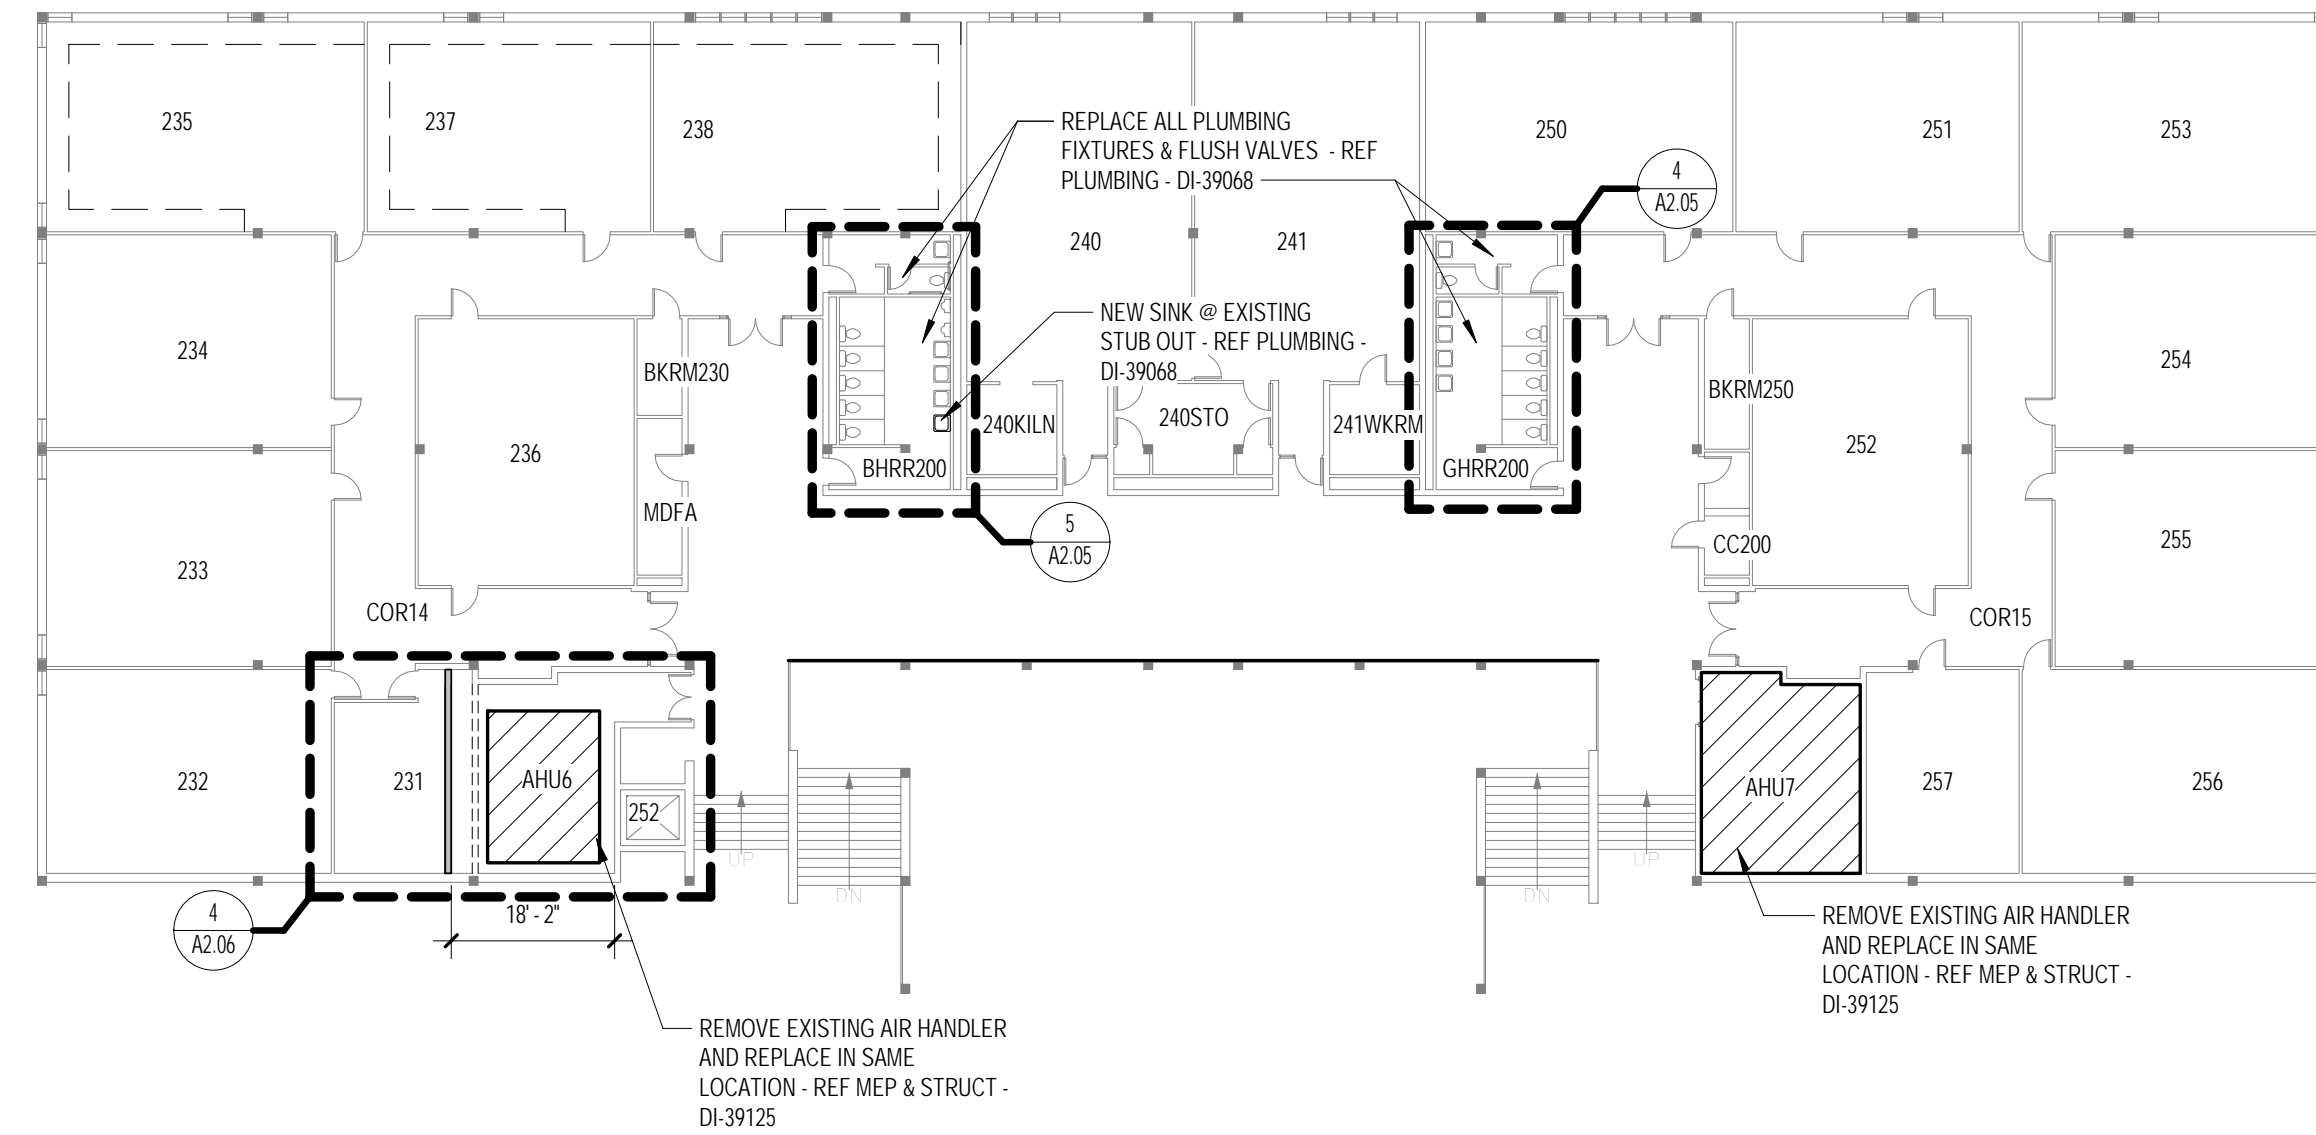 235
237
238
REPLACE ALL PLUMBING
FIXTURES & FLUSH VALVES - REF
PLUMBING - DI-39068
250
251
253
4
A2.05
240
241
NEW SINK @ EXISTING
STUB OUT - REF PLUMBING -
DI-39068
234
BKRM230
236
MDFA
BHRR200
240KILN
240STO
241WKRM
GHRR200
BKRM250
252
254
CC200
255
5
A2.05
233
COR14
COR15
232
231
AHU6
252
UP
DN
DN
UP
AHU7
257
256
4
A2.06
18' - 2"
REMOVE EXISTING AIR HANDLER
AND REPLACE IN SAME
LOCATION - REF MEP & STRUCT -
DI-39125
REMOVE EXISTING AIR HANDLER
AND REPLACE IN SAME
LOCATION - REF MEP & STRUCT -
DI-39125